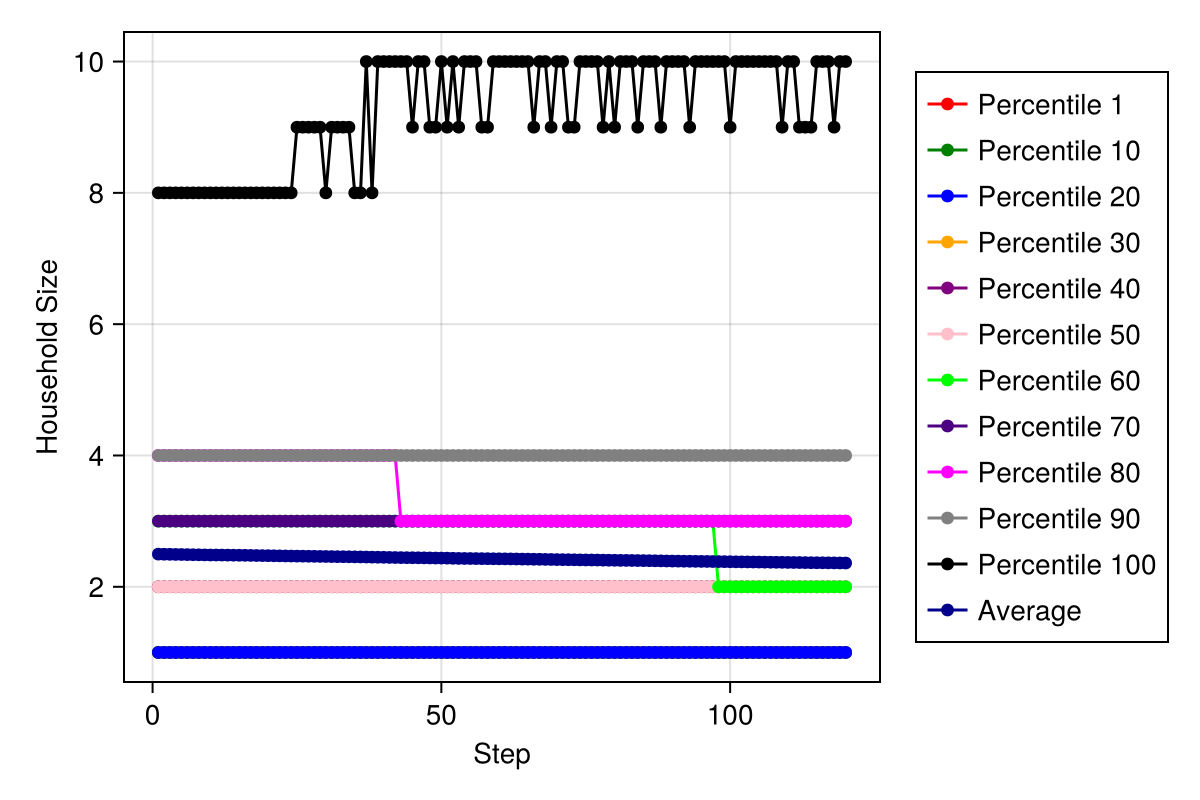 10
8
6
4
2
Household Size
0
50
100
Step
Percentile 1
Percentile 10
Percentile 20
Percentile 30
Percentile 40
Percentile 50
Percentile 60
Percentile 70
Percentile 80
Percentile 90
Percentile 100
Average